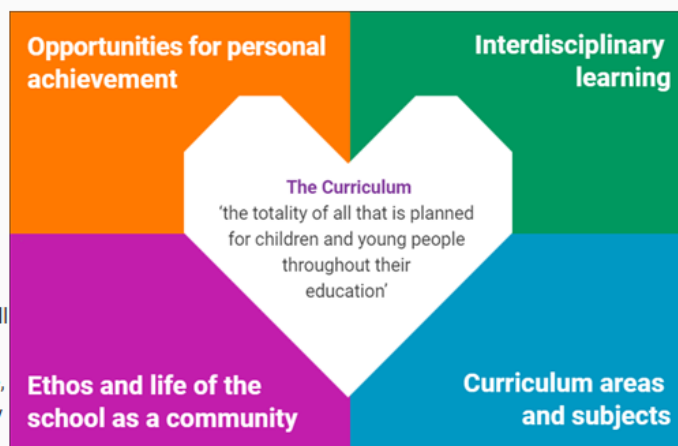 Opportunities for personal
achievement
Interdisciplinary
learning
The Curriculum
‘the totality of all that is planned
for children and young people
throughout their
education’
Ethos and life of the
school as a community
Curriculum areas
and subjects